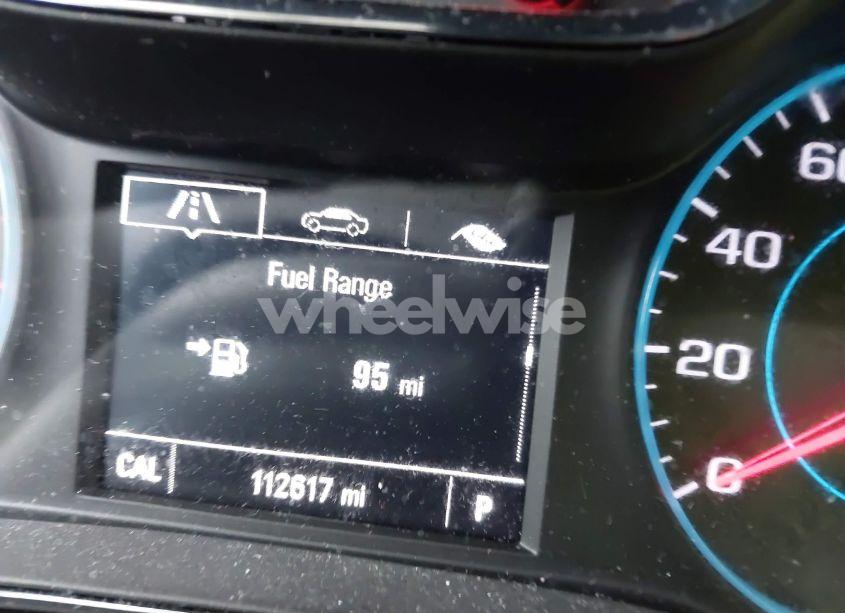 60
40
Fuel Range
wheelwise
20
95 mi
0
CAL 112617 mi P